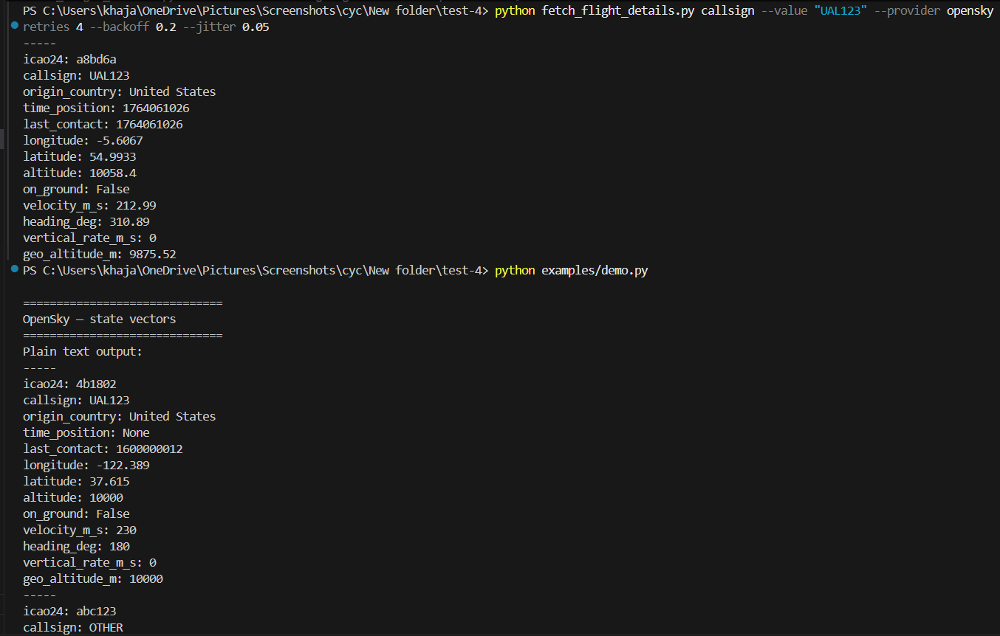 PS C:\Users\khaja\OneDrive\Pictures\Screenshots\cyc\New folder\test-4> python fetch_flight_details.py callsign --value "UAL123" --provider opensky
retries 4 --backoff 0.2 --jitter 0.05
-----
icao24: a8bd6a
callsign: UAL123
origin_country: United States
time_position: 1764061026
last_contact: 1764061026
longitude: -5.6067
latitude: 54.9933
altitude: 10058.4
on_ground: False
velocity_m_s: 212.99
heading_deg: 310.89
vertical_rate_m_s: 0
geo_altitude_m: 9875.52
PS C:\Users\khaja\OneDrive\Pictures\Screenshots\cyc\New folder\test-4> python examples/demo.py
==============================
OpenSky — state vectors
==============================
Plain text output:
-----
icao24: 4b1802
callsign: UAL123
origin_country: United States
time_position: None
last_contact: 1600000012
longitude: -122.389
latitude: 37.615
altitude: 10000
on_ground: False
velocity_m_s: 230
heading_deg: 180
vertical_rate_m_s: 0
geo_altitude_m: 10000
-----
icao24: abc123
callsign: OTHER